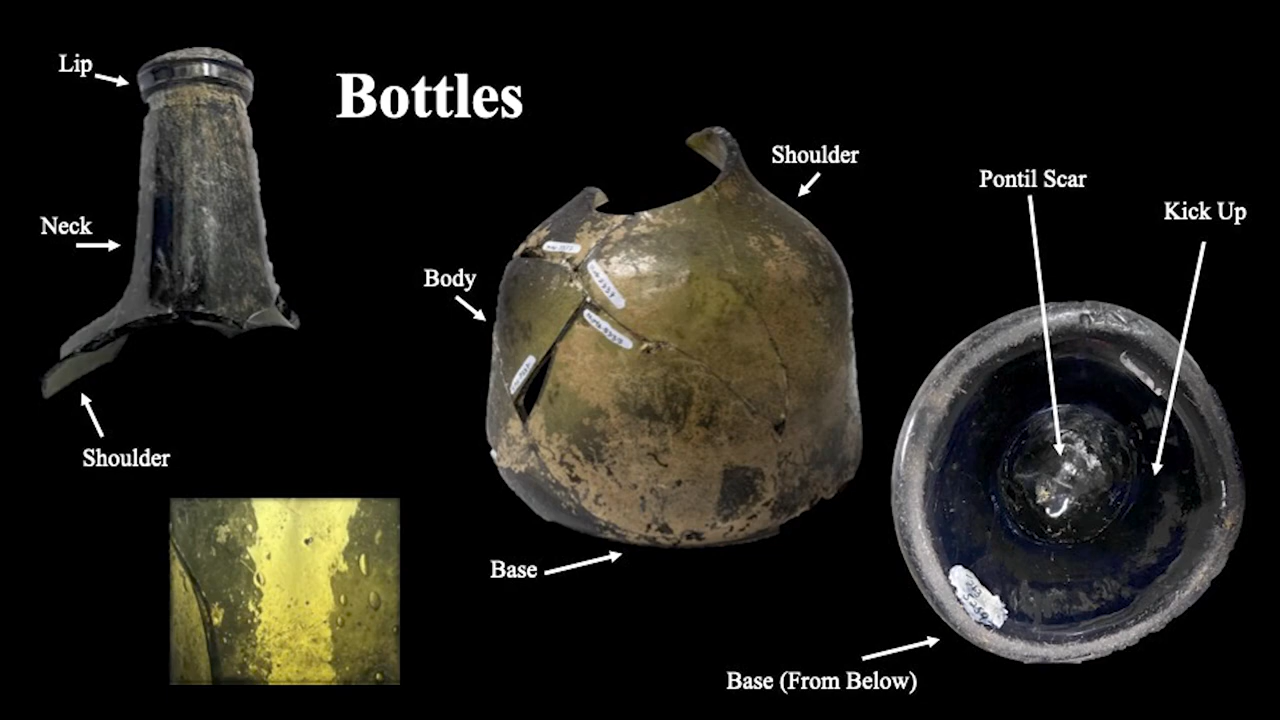 Lip
Bottles
Shoulder
Pontil Scar
Kick Up
Neck
Body
Shoulder
Base
Base (From Below)